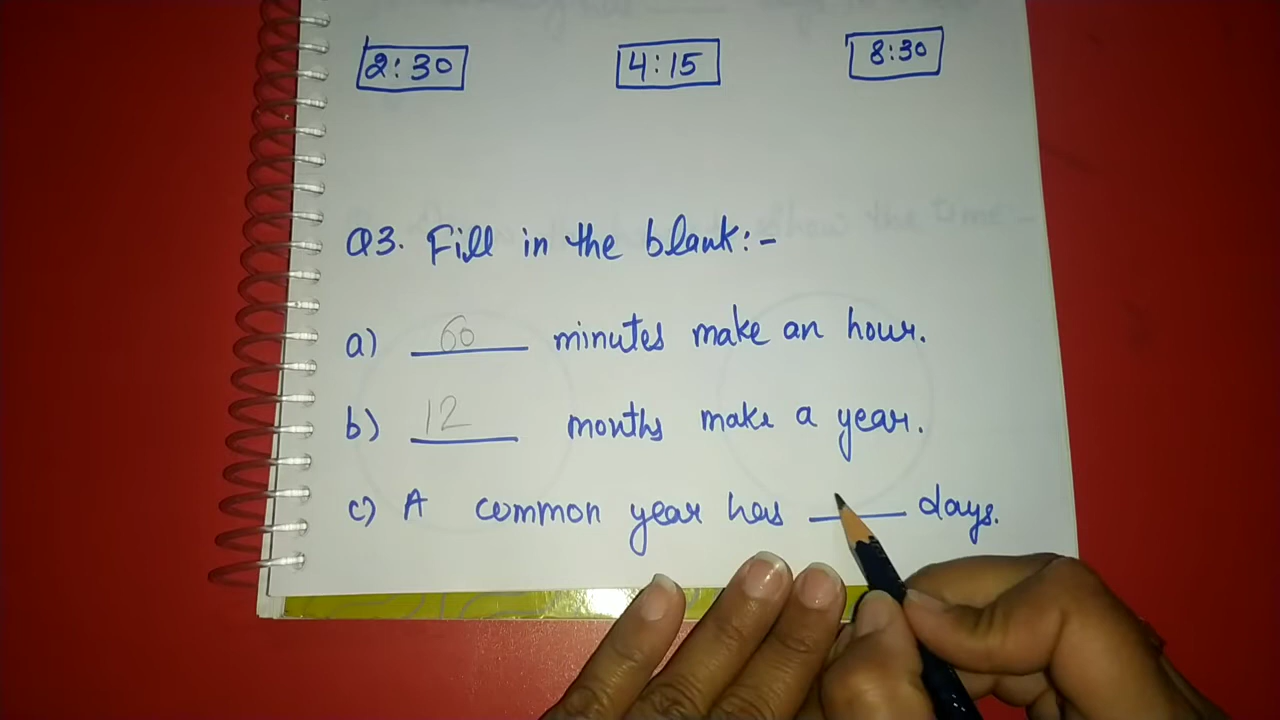 2:30 4:15 8:30
Q3. Fill in the blank:-
a) 60 minutes make an hour.
b) 12 months make a year.
c) A common year has ____ days.